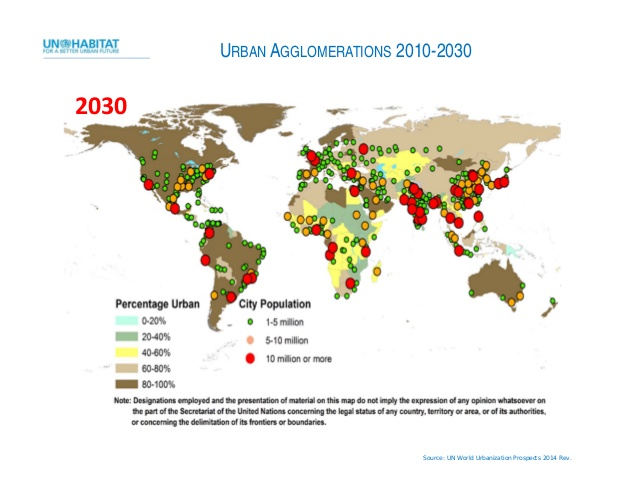 UN HABITAT
FOR A BETTER URBAN FUTURE
URBAN AGGLOMERATIONS 2010-2030
2030
Percentage Urban
0-20%
20-40%
40-60%
60-80%
80-100%
City Population
1-5 million
5-10 million
10 million or more
Note: Designations employed and the presentation of material on this map do not imply the expression of any opinion whatsoever on
the part of the Secretariat of the United Nations concerning the legal status of any country, territory or area, or of its authorities,
or concerning the delimitation of its frontiers or boundaries.
Source: UN World Urbanization Prospects 2014 Rev.